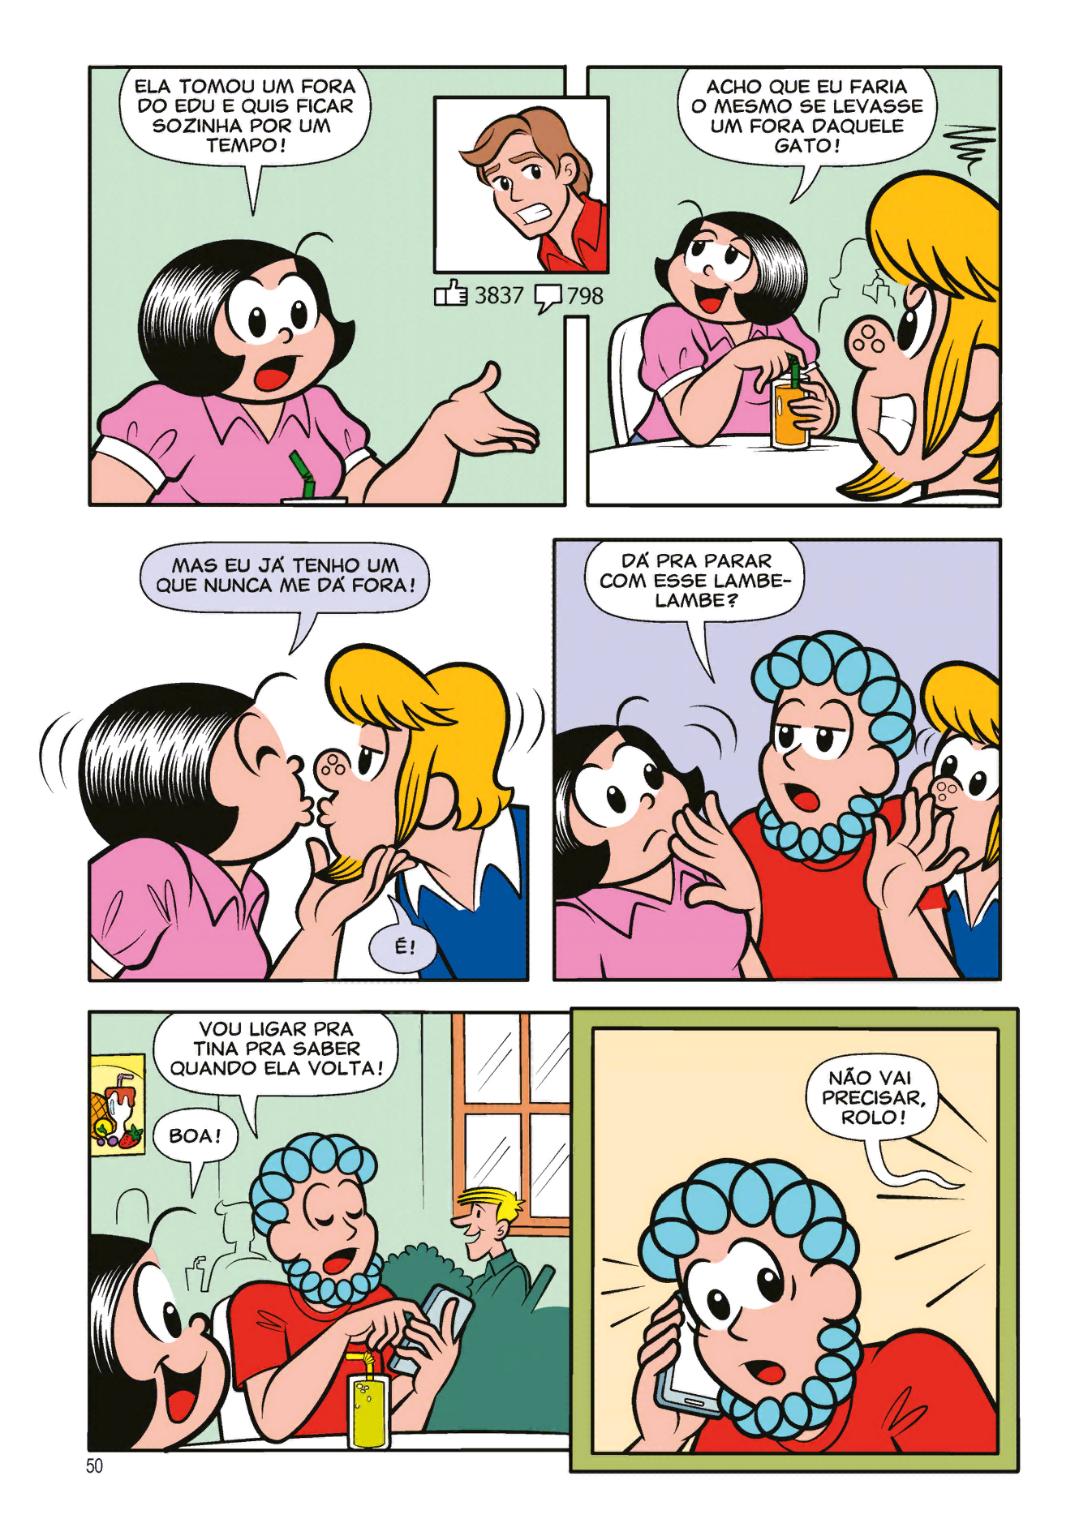 ELA TOMOU UM FORA
DO EDU E QUIS FICAR
SOZINHA POR UM
TEMPO!
3837 798
ACHO QUE EU FARIA
O MESMO SE LEVASSE
UM FORA DAQUELE
GATO!
MAS EU JÁ TENHO UM
QUE NUNCA ME DÁ FORA!
É!
DÁ PRA PARAR
COM ESSE LAMBE-
LAMBE?
VOU LIGAR PRA
TINA PRA SABER
QUANDO ELA VOLTA!
BOA!
NÃO VAI
PRECISAR,
ROLO!
50